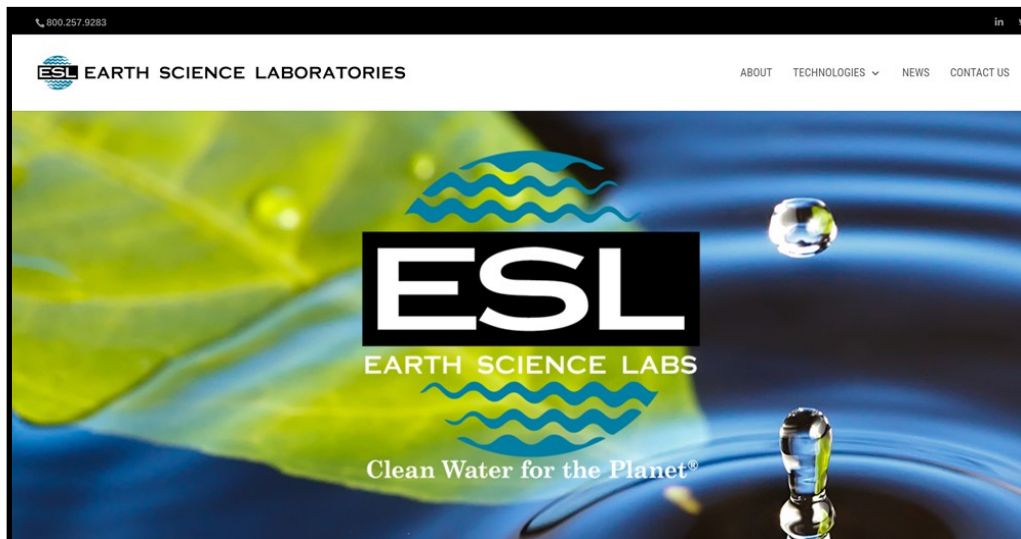 800.257.9283
in
ESL EARTH SCIENCE LABORATORIES
ABOUT TECHNOLOGIES NEWS CONTACT US
ESL
EARTH SCIENCE LABS
Clean Water for the Planet®